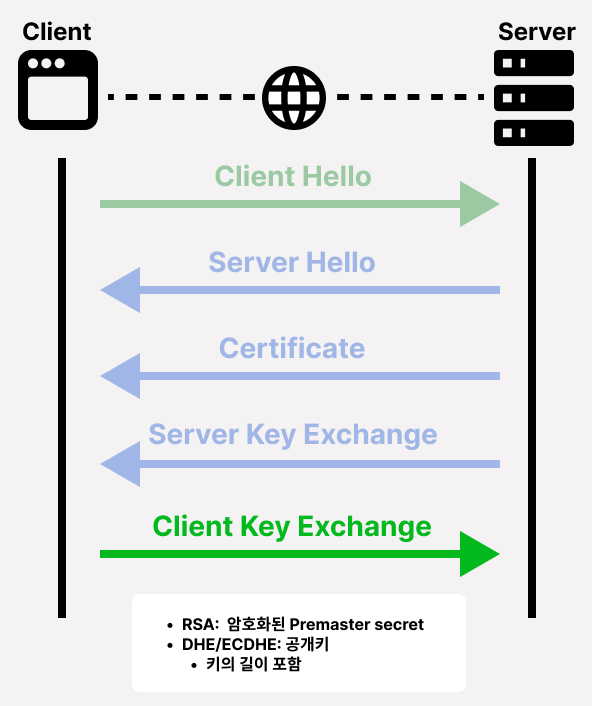 Client
Server
Client Hello
Server Hello
Certificate
Server Key Exchange
Client Key Exchange
• RSA: 암호화된 Premaster secret
• DHE/ECDHE: 공개키
• 키의 길이 포함